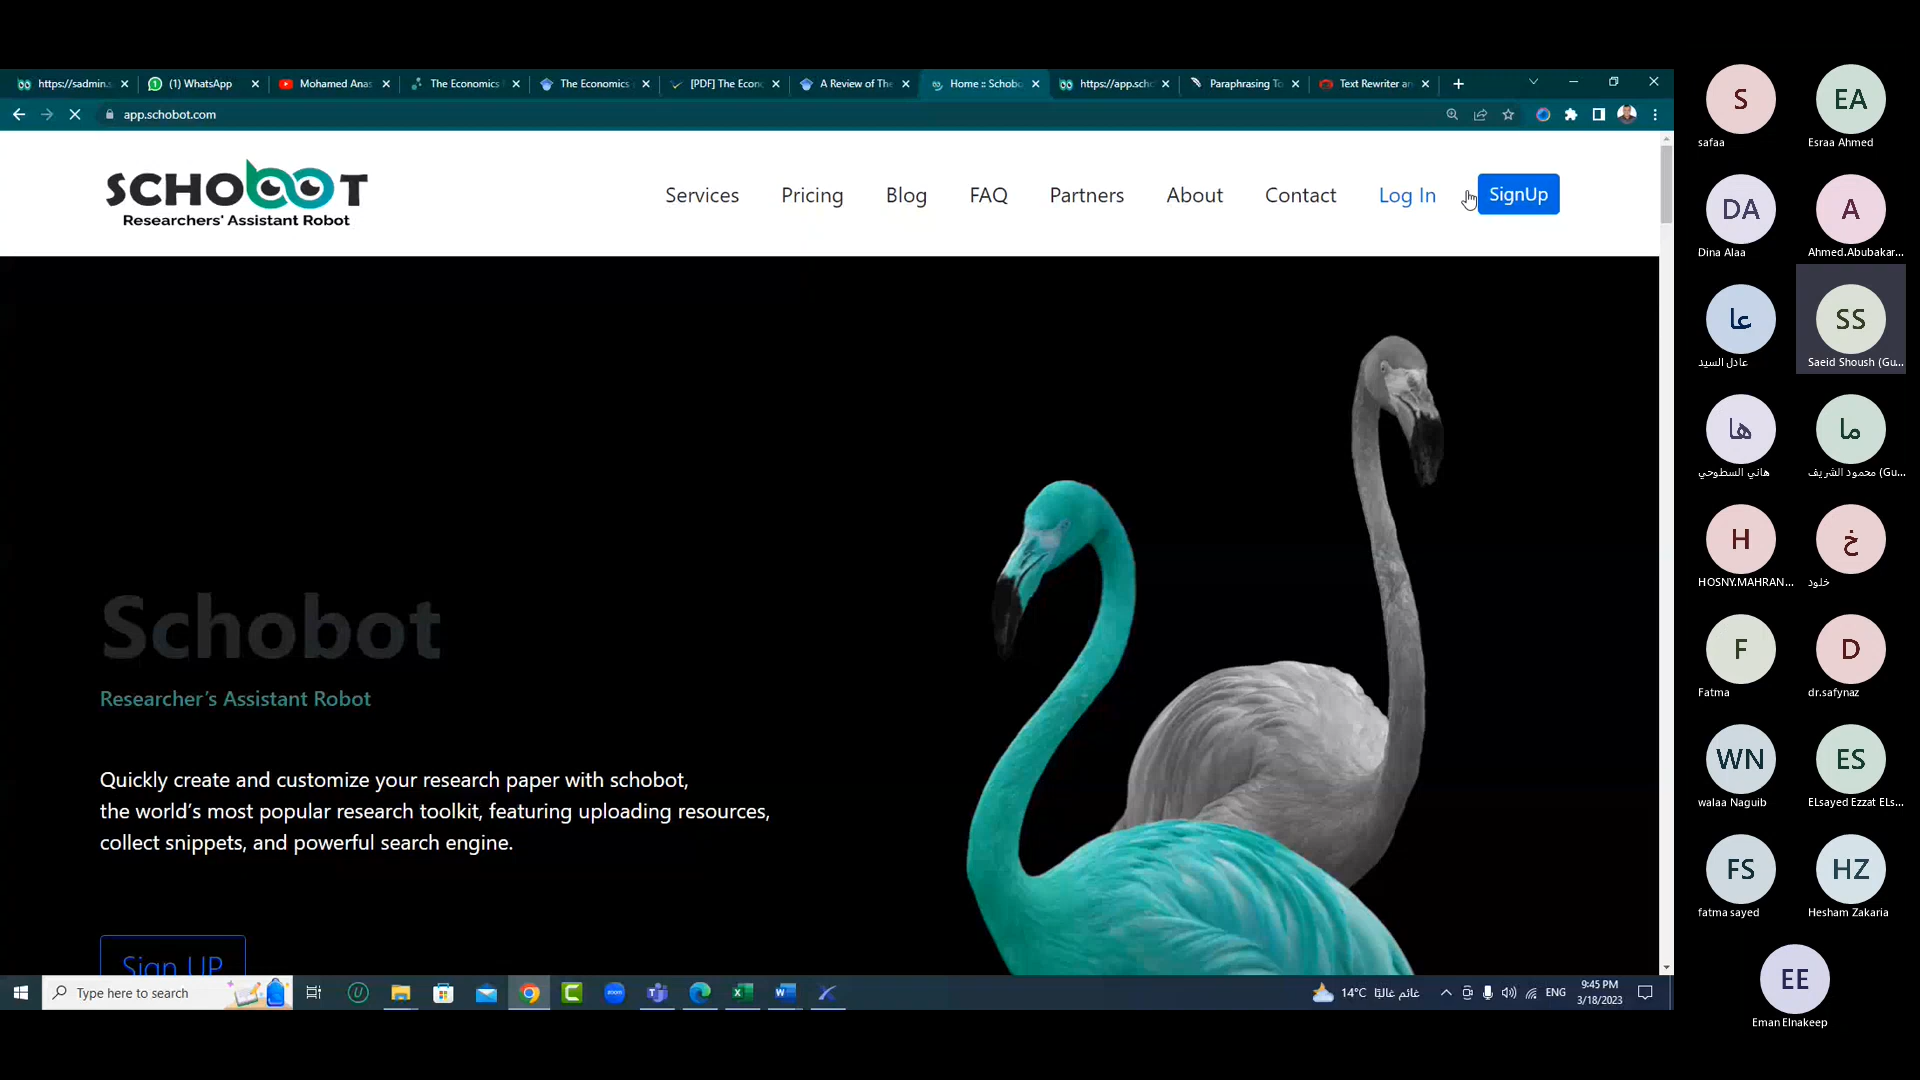 https://sadmin.s
(1) WhatsApp
Mohamed Anas
The Economics
The Economics
[PDF] The Econo
A Review of The
Home :: Schobo
https://app.sch
Paraphrasing To
Text Rewriter an
app.schobot.com
SCHOBOT
Researchers' Assistant Robot
Services
Pricing
Blog
FAQ
Partners
About
Contact
Log In
SignUp
Schobot
Researcher's Assistant Robot
Quickly create and customize your research paper with schobot,
the world's most popular research toolkit, featuring uploading resources,
collect snippets, and powerful search engine.
Sign UP
Type here to search
14°C غائم غالبًا
ENG
9:45 PM
3/18/2023
S
safaa
EA
Esraa Ahmed
DA
Dina Alaa
A
Ahmed.Abubakar...
عا
عادل السيد
SS
Saeid Shoush (Gu...
ها
هاني السطوحي
ما
محمود الشريف (Gu...
H
HOSNY.MAHRAN...
خ
خلود
F
Fatma
D
dr.safynaz
WN
walaa Naguib
ES
ELsayed Ezzat ELs...
FS
fatma sayed
HZ
Hesham Zakaria
EE
Eman Elnakeep